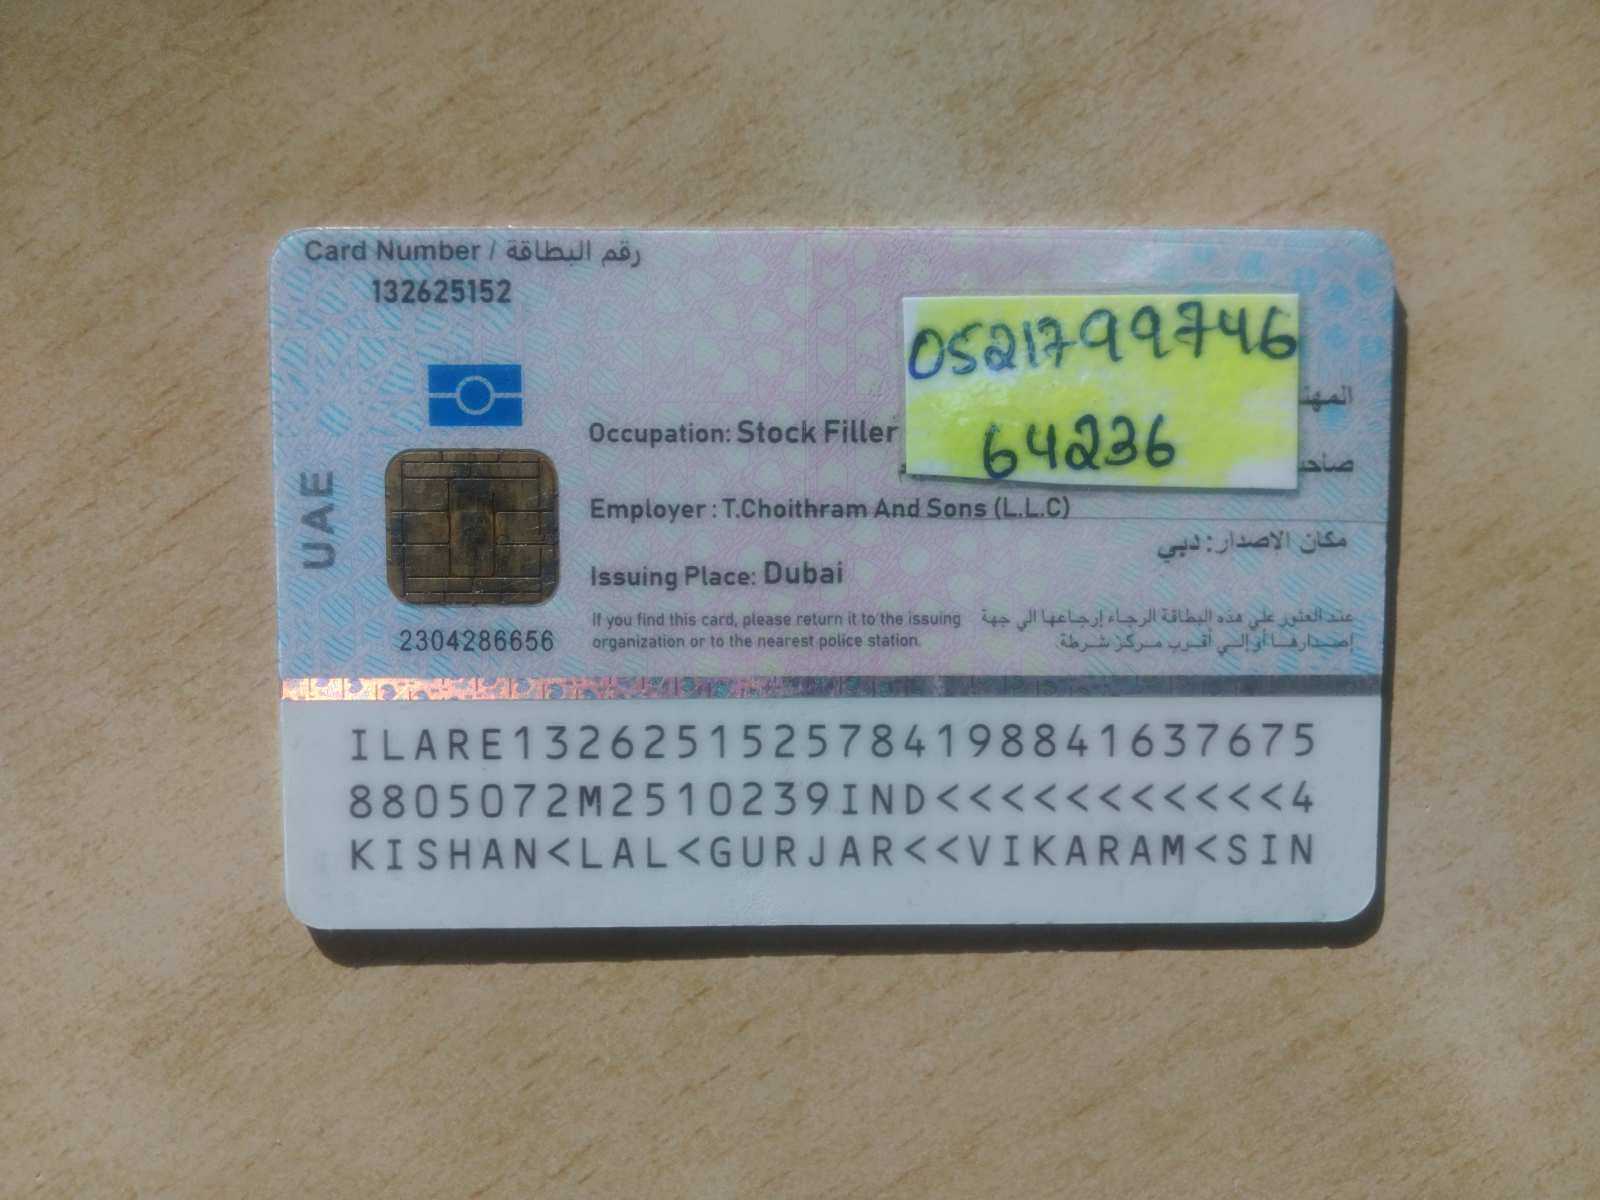 Card Number / رقم البطاقة
132625152
0521799746
64236
Occupation: Stock Filler
Employer : T.Choithram And Sons (L.L.C)
UAE
مكان الاصدار: دبي
Issuing Place: Dubai
If you find this card, please return it to the issuing
organization or to the nearest police station.
عند العثور على هذه البطاقة الرجاء إرجاعها الي جهة
إصدارها أو إلى أقرب مركز شرطة.
2304286656
ILARE1326251525784198841637675
8805072M2510239IND<<<<<<<<<<<4
KISHAN<LAL<GURJAR<<VIKARAM<SIN